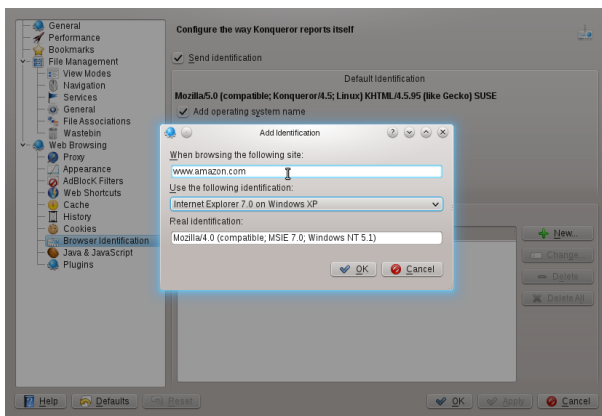 General
Performance
Bookmarks
File Management
View Modes
Navigation
Services
General
File Associations
Wastebin
Web Browsing
Proxy
Appearance
AdBlocK Filters
Web Shortcuts
Cache
History
Cookies
Browser Identification
Java & JavaScript
Plugins
Configure the way Konqueror reports itself
Send identification
Default Identification
Mozilla/5.0 (compatible; Konqueror/4.5; Linux) KHTML/4.5.95 (like Gecko) SUSE
Add operating system name
Add Identification
When browsing the following site:
www.amazon.com
Use the following identification:
Internet Explorer 7.0 on Windows XP
Real identification:
Mozilla/4.0 (compatible; MSIE 7.0; Windows NT 5.1)
OK Cancel
New...
Change...
Delete
Delete All
Help Defaults Reset OK Apply Cancel